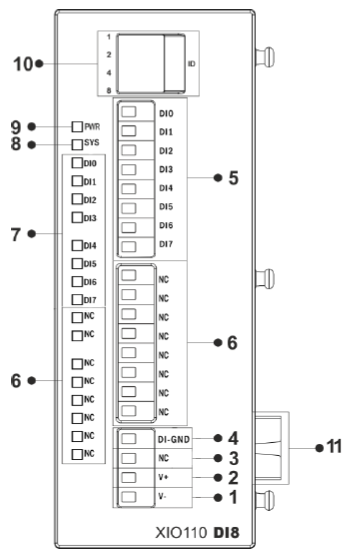 1
2
4
8
ID
10
9
PWR
8
SYS
7
DI0
DI1
DI2
DI3
DI4
DI5
DI6
DI7
6
NC
NC
NC
NC
NC
NC
NC
NC
DI0
DI1
DI2
DI3
DI4
DI5
DI6
DI7
5
NC
NC
NC
NC
NC
NC
NC
NC
6
DI-GND 4
NC 3
V+ 2
V- 1
11
XIO110 DI8